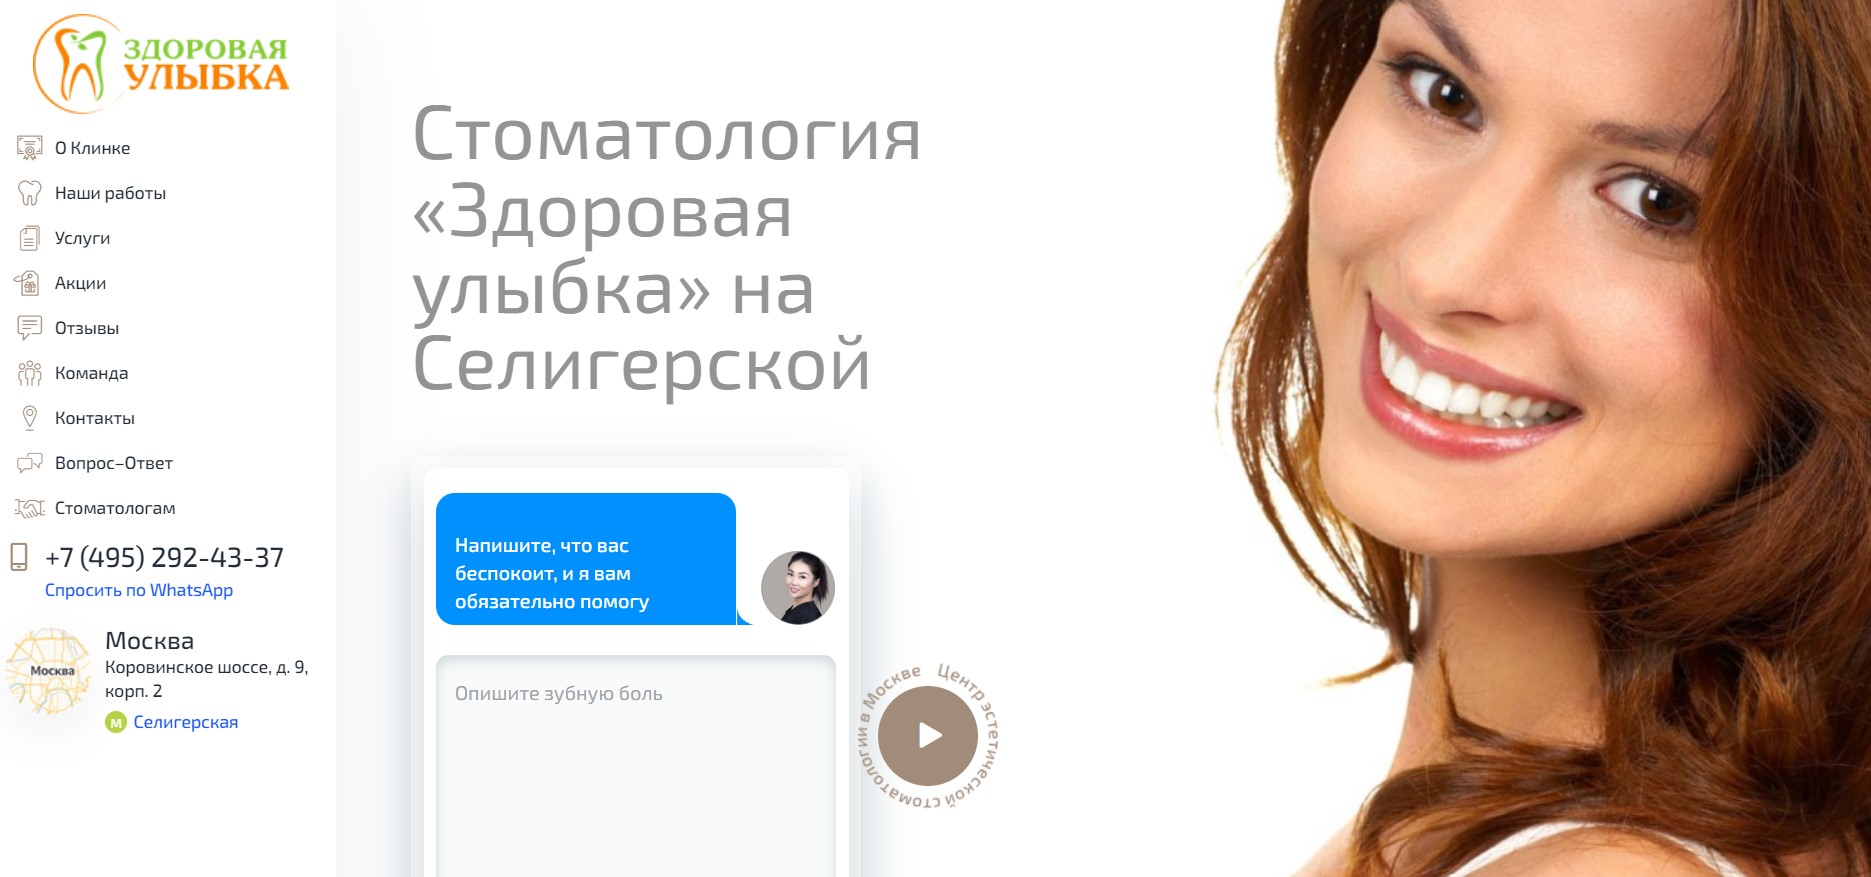 ЗДОРОВАЯ
УЛЫБКА
О Клинке
Наши работы
Услуги
Акции
Отзывы
Команда
Контакты
Вопрос–Ответ
Стоматологам
+7 (495) 292-43-37
Спросить по WhatsApp
Москва
Москва
Коровинское шоссе, д. 9,
корп. 2
М Селигерская
Стоматология
«Здоровая
улыбка» на
Селигерской
Напишите, что вас
беспокоит, и я вам
обязательно помогу
Опишите зубную боль
Центр эстетической стоматологии в Москве